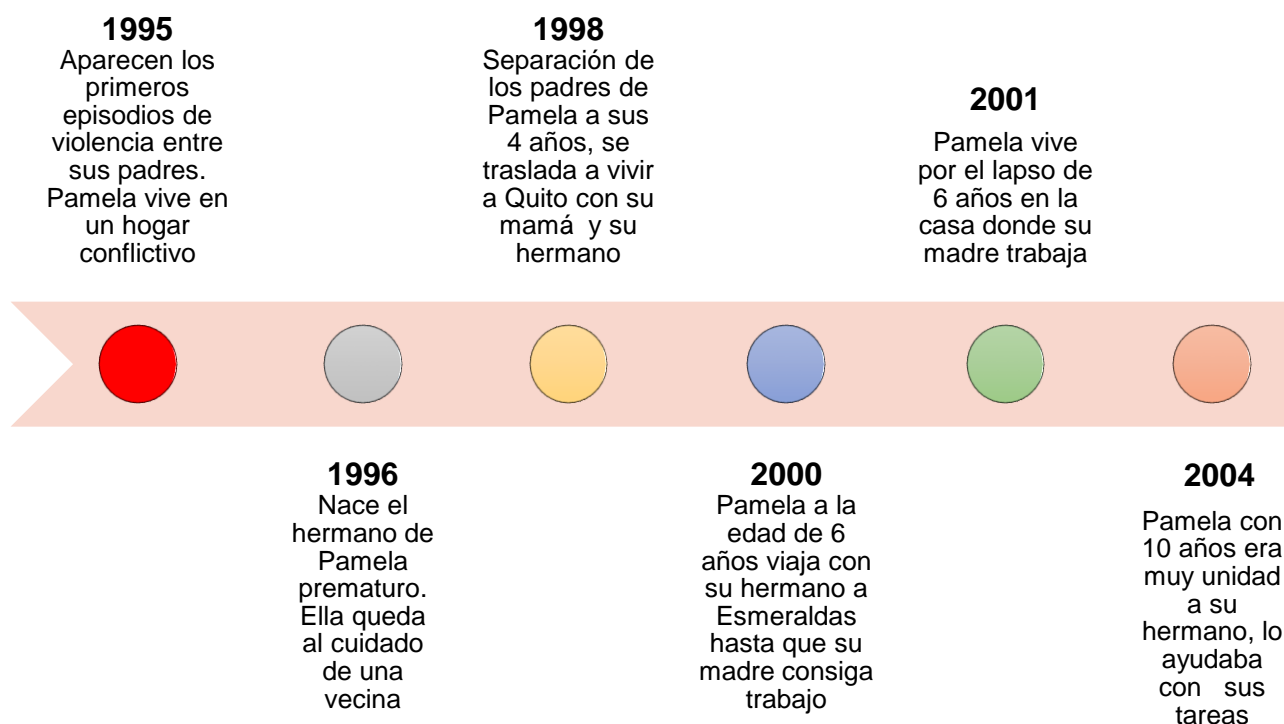 1995
Aparecen los
primeros
episodios de
violencia entre
sus padres.
Pamela vive en
un hogar
conflictivo
1996
Nace el
hermano de
Pamela
prematuro.
Ella queda
al cuidado
de una
vecina
1998
Separación de
los padres de
Pamela a sus
4 años, se
traslada a vivir
a Quito con su
mamá y su
hermano
2000
Pamela a la
edad de 6
años viaja con
su hermano a
Esmeraldas
hasta que su
madre consiga
trabajo
2001
Pamela vive
por el lapso de
6 años en la
casa donde su
madre trabaja
2004
Pamela con
10 años era
muy unidad
a su
hermano, lo
ayudaba
con sus
tareas